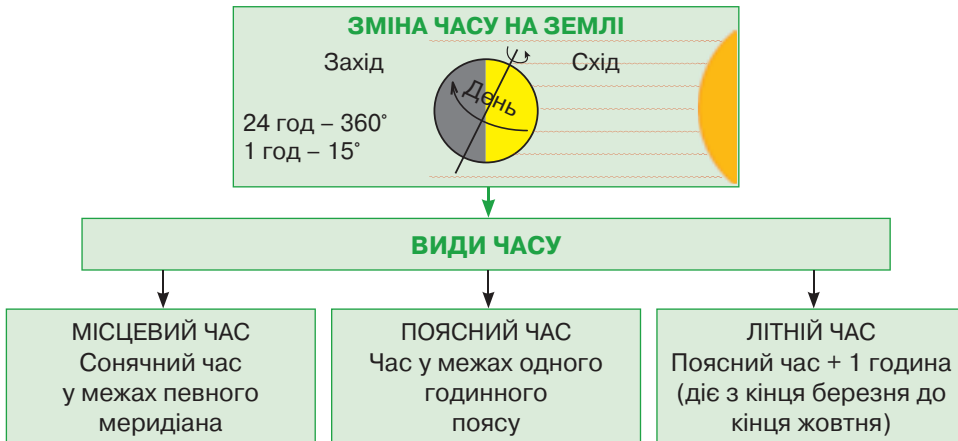 ЗМІНА ЧАСУ НА ЗЕМЛІ
Захід
Схід
День
24 год – 360°
1 год – 15°
ВИДИ ЧАСУ
МІСЦЕВИЙ ЧАС
Сонячний час
у межах певного
меридіана
ПОЯСНИЙ ЧАС
Час у межах одного
годинного
поясу
ЛІТНІЙ ЧАС
Поясний час + 1 година
(діє з кінця березня до
кінця жовтня)